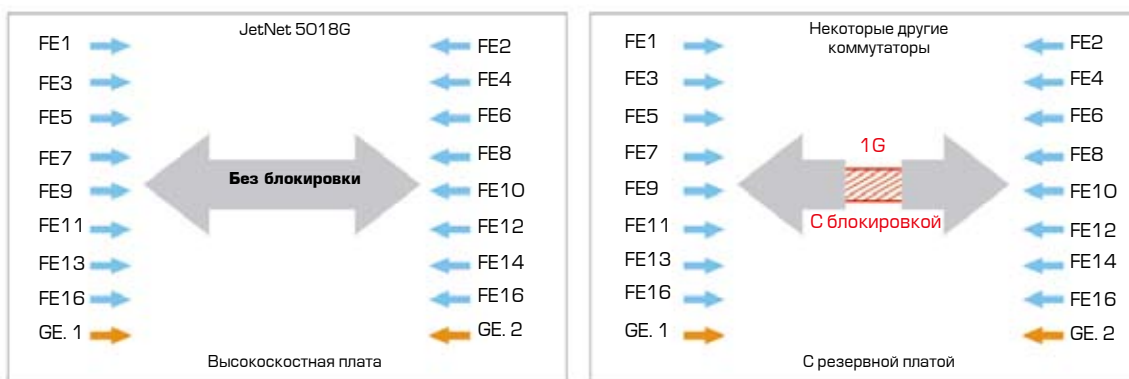 JetNet 5018G
FE1
FE2
FE3
FE4
FE5
FE6
FE7
FE8
Без блокировки
FE9
FE10
FE11
FE12
FE13
FE14
FE16
FE16
GE. 1
GE. 2
Высокоскостная плата
Некоторые другие
коммутаторы
FE1
FE2
FE3
FE4
FE5
FE6
1G
FE7
FE8
FE9
FE10
С блокировкой
FE11
FE12
FE13
FE14
FE16
FE16
GE. 1
GE. 2
С резервной платой